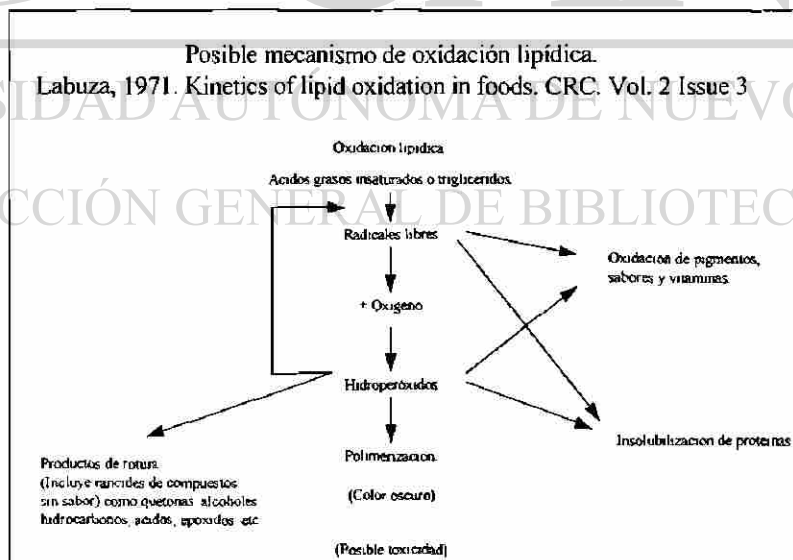 Posible mecanismo de oxidación lipídica.
Labuza, 1971. Kinetics of lipid oxidation in foods. CRC. Vol. 2 Issue 3
SIDAD AUTÓNOMA DE NUEVO
CCIÓN GENERAL DE BIBLIOTEC
Oxidacion lipidica
Acidos grasos insaturados o trigliceridos
Radicales libres
Oxidacion de pigmentos,
sabores y vitaminas
+ Oxigeno
Hidroperóxidos
Insolubilizacion de proteinas
Polimerizacion
Productos de rotura
(Incluye rancides de compuestos
sin sabor) como quetonas alcoholes
hidrocarbonos, acidos, epoxidos etc
(Color oscuro)
(Posible toxicidad)